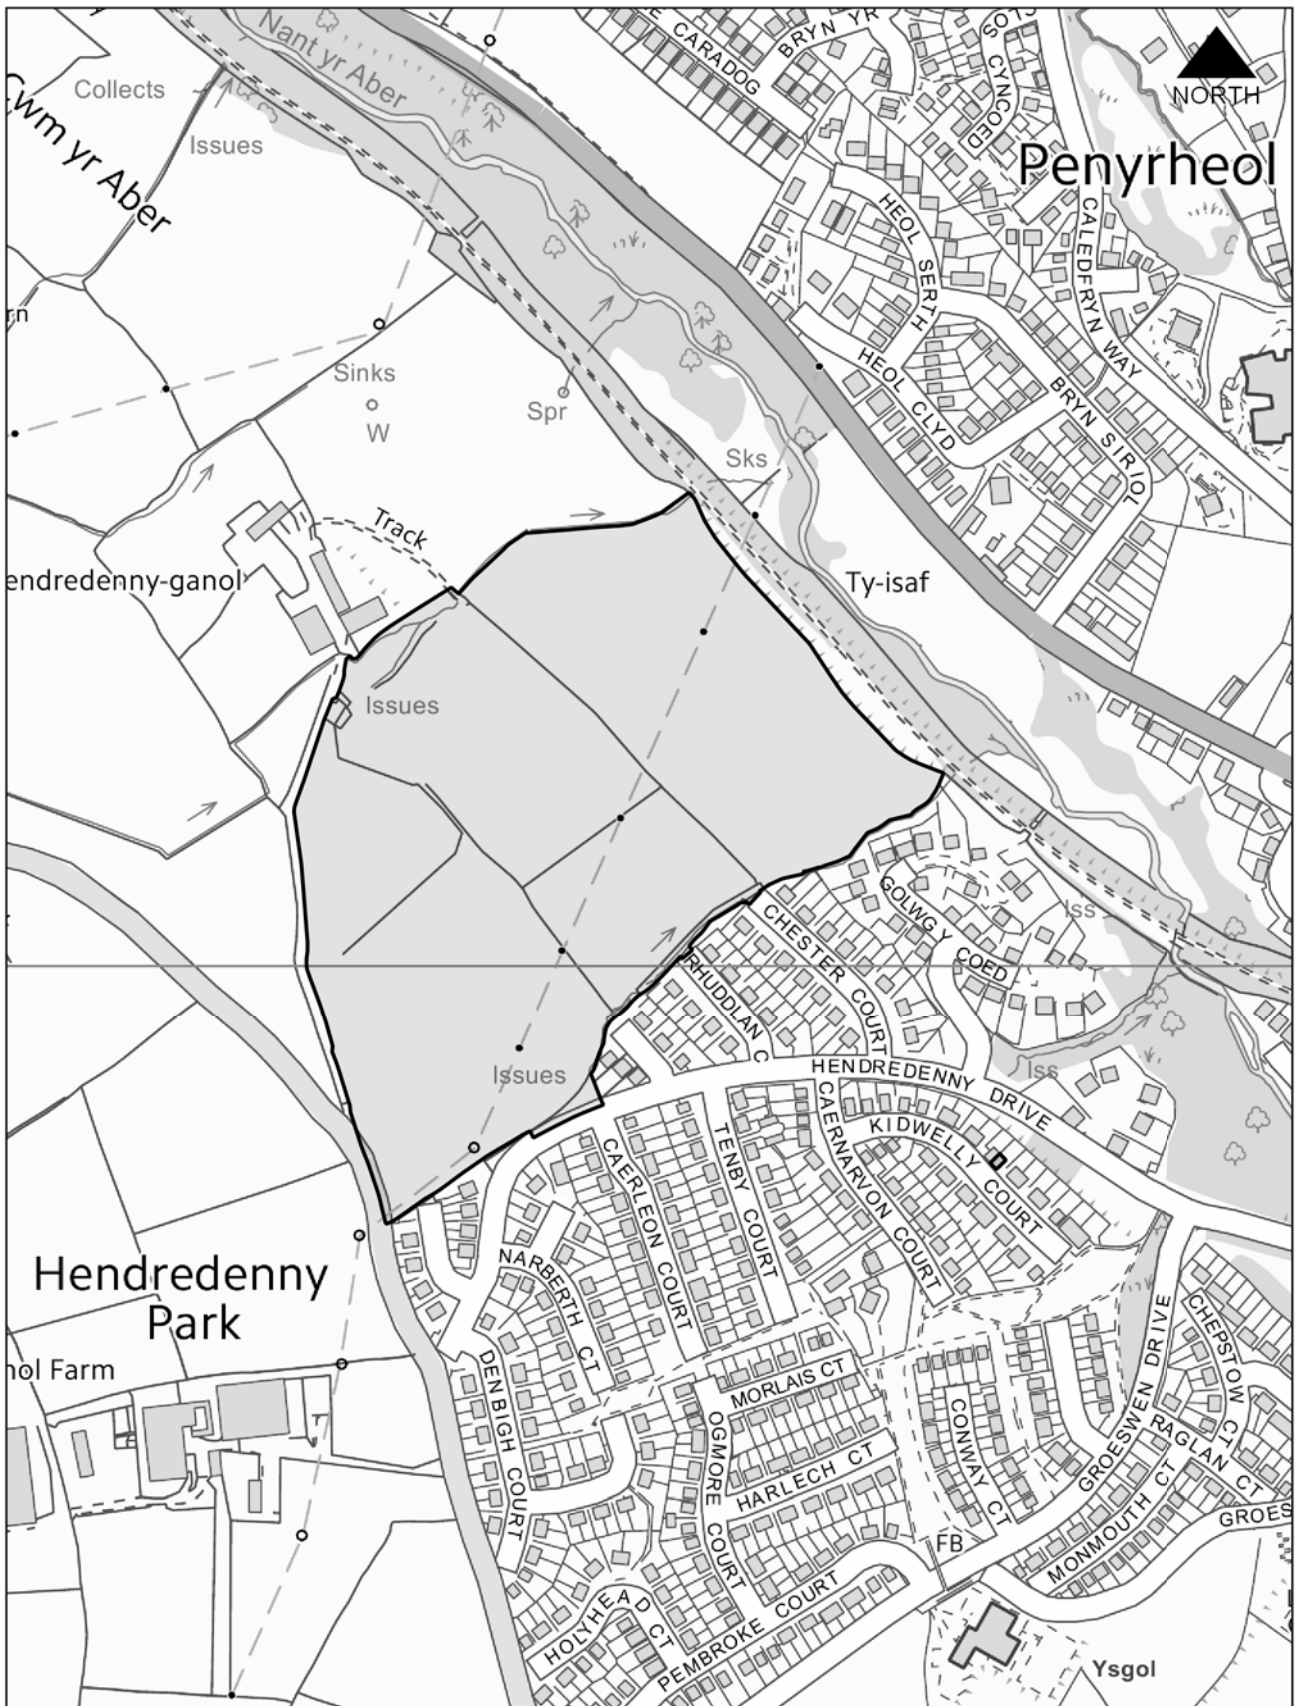 CARADOG
BRYN YR
CYNCOED
NORTH
Nant yr Aber
Collects
Issues
Cwm yr Aber
Penyrheol
HEOL SERTH
CALEDFRYN WAY
HEOL CLYD
BRYN SIRIOL
Sinks
W
Spr
Sks
Track
endredenny-ganol
Ty-isaf
Issues
GOLWG Y COED
Iss
CHESTER COURT
RHUDDLAN C
Issues
HENDREDENNY DRIVE
Iss
KIDWELLY COURT
CAERNARVON COURT
TENBY COURT
CAERLEON COURT
NARBERTH CT
Hendredenny
Park
nol Farm
DENBIGH COURT
MORLAIS CT
OGMORE COURT
HARLECH CT
CONWAY CT
GROESWEN DRIVE
CHEPSTOW CT
RAGLAN CT
MONMOUTH CT
GROES
FB
HOLYHEAD CT
PEMBROKE COURT
Ysgol